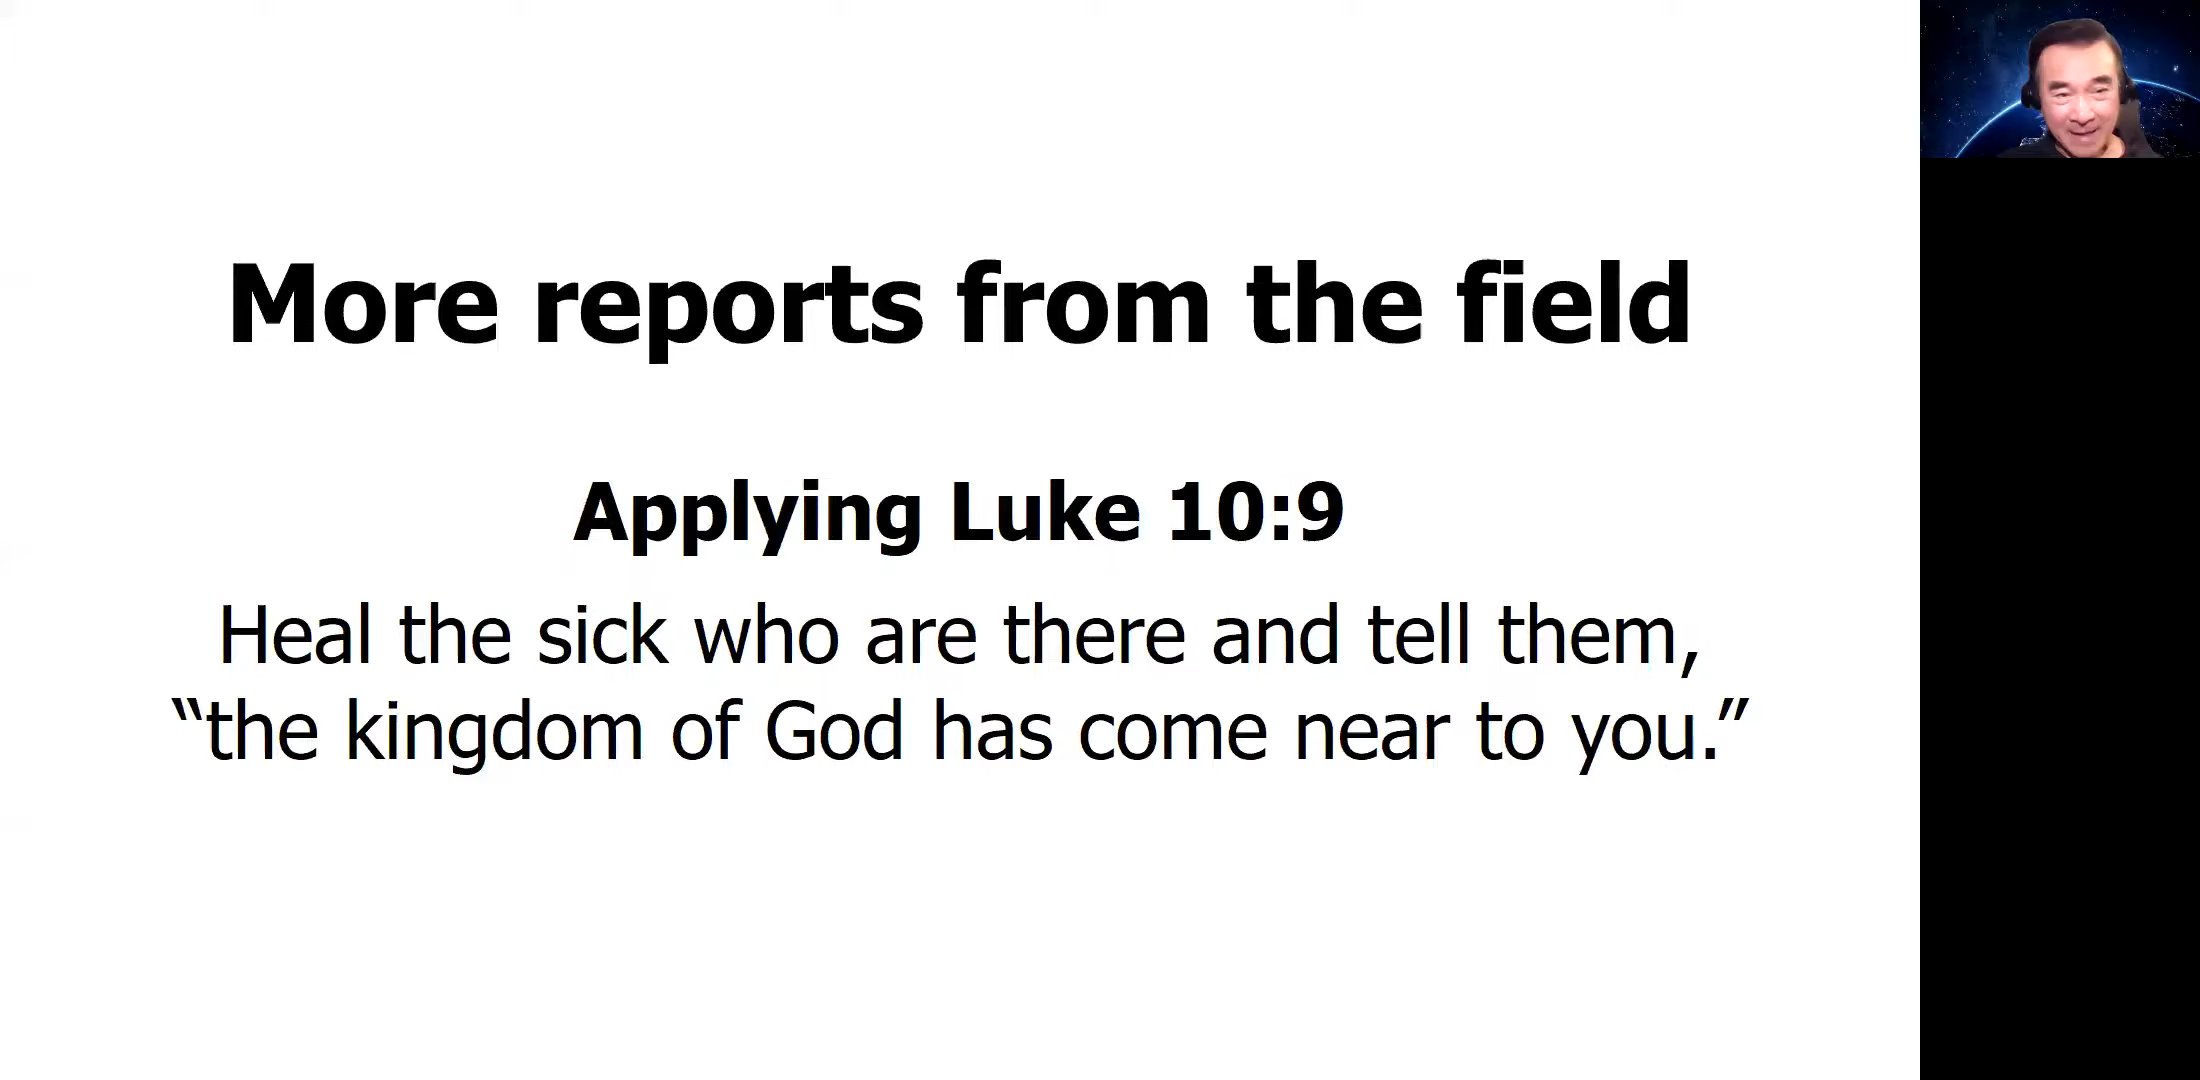 More reports from the field
Applying Luke 10:9
Heal the sick who are there and tell them,
“the kingdom of God has come near to you.”